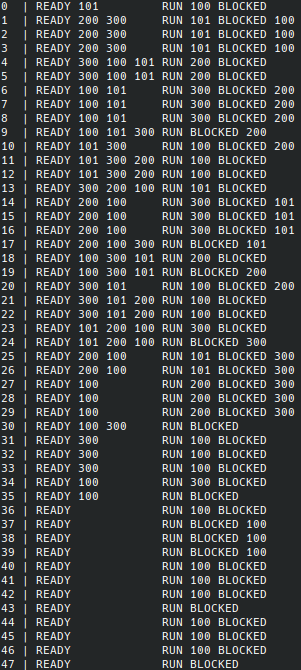 0 | READY 101 RUN 100 BLOCKED
1 | READY 200 300 RUN 101 BLOCKED 100
2 | READY 200 300 RUN 101 BLOCKED 100
3 | READY 200 300 RUN 101 BLOCKED 100
4 | READY 300 100 101 RUN 200 BLOCKED
5 | READY 300 100 101 RUN 200 BLOCKED
6 | READY 100 101 RUN 300 BLOCKED 200
7 | READY 100 101 RUN 300 BLOCKED 200
8 | READY 100 101 RUN 300 BLOCKED 200
9 | READY 100 101 300 RUN BLOCKED 200
10 | READY 101 300 RUN 100 BLOCKED 200
11 | READY 101 300 200 RUN 100 BLOCKED
12 | READY 101 300 200 RUN 100 BLOCKED
13 | READY 300 200 100 RUN 101 BLOCKED
14 | READY 200 100 RUN 300 BLOCKED 101
15 | READY 200 100 RUN 300 BLOCKED 101
16 | READY 200 100 RUN 300 BLOCKED 101
17 | READY 200 100 300 RUN BLOCKED 101
18 | READY 100 300 101 RUN 200 BLOCKED
19 | READY 100 300 101 RUN BLOCKED 200
20 | READY 300 101 RUN 100 BLOCKED 200
21 | READY 300 101 200 RUN 100 BLOCKED
22 | READY 300 101 200 RUN 100 BLOCKED
23 | READY 101 200 100 RUN 300 BLOCKED
24 | READY 101 200 100 RUN BLOCKED 300
25 | READY 200 100 RUN 101 BLOCKED 300
26 | READY 200 100 RUN 101 BLOCKED 300
27 | READY 100 RUN 200 BLOCKED 300
28 | READY 100 RUN 200 BLOCKED 300
29 | READY 100 RUN 200 BLOCKED 300
30 | READY 100 300 RUN BLOCKED
31 | READY 300 RUN 100 BLOCKED
32 | READY 300 RUN 100 BLOCKED
33 | READY 300 RUN 100 BLOCKED
34 | READY 100 RUN 300 BLOCKED
35 | READY 100 RUN BLOCKED
36 | READY RUN 100 BLOCKED
37 | READY RUN BLOCKED 100
38 | READY RUN BLOCKED 100
39 | READY RUN BLOCKED 100
40 | READY RUN 100 BLOCKED
41 | READY RUN 100 BLOCKED
42 | READY RUN 100 BLOCKED
43 | READY RUN BLOCKED
44 | READY RUN 100 BLOCKED
45 | READY RUN 100 BLOCKED
46 | READY RUN 100 BLOCKED
47 | READY RUN BLOCKED